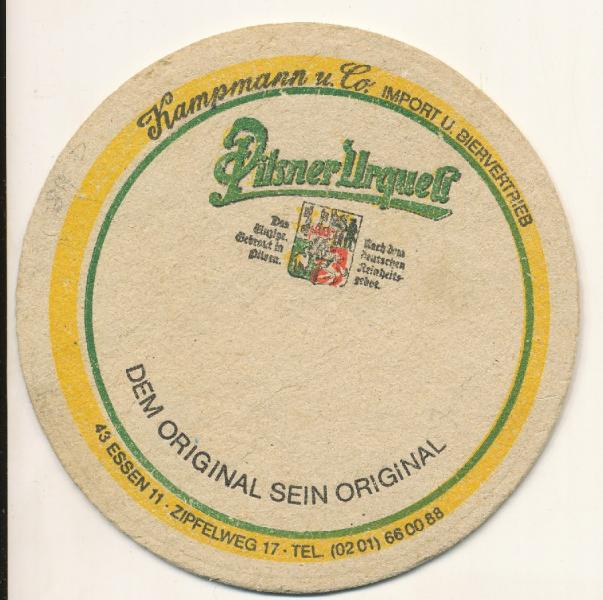 Kampmann u. Co. IMPORT U. BIERVERTRIEB
Pilsner Urquell
Das
Einzige.
Gebraut in
Pilsen.
Nach dem
deutschen
Reinheits-
gebot.
DEM ORIGINAL SEIN ORIGINAL
43 ESSEN 11 · ZIPFELWEG 17 · TEL. (02 01) 66 00 88